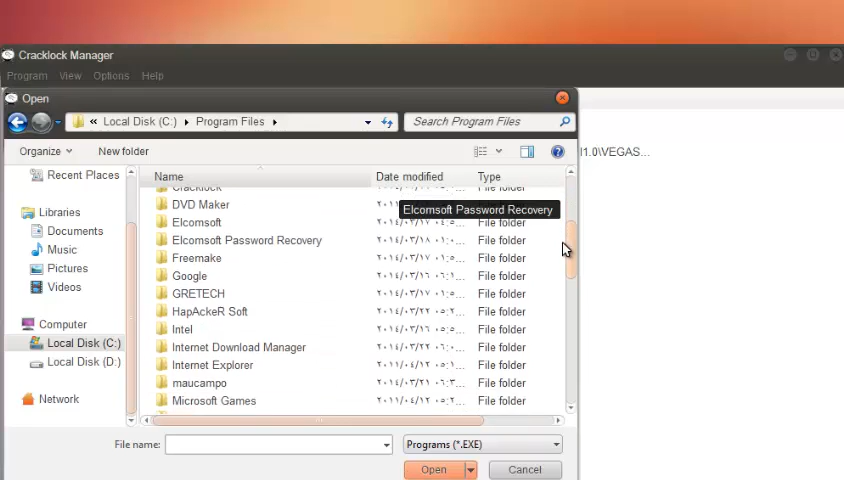 Cracklock Manager
Program View Options Help
Open
« Local Disk (C:) Program Files Search Program Files
Organize New folder
I1.0\VEGAS...
Recent Places
Libraries
Documents
Music
Pictures
Videos
Computer
Local Disk (C:)
Local Disk (D:)
Network
Name Date modified Type
Cracklock File folder
DVD Maker
Elcomsoft Password Recovery
Elcomsoft File folder
Elcomsoft Password Recovery File folder
Freemake File folder
Google File folder
GRETECH File folder
HapAckeR Soft File folder
Intel File folder
Internet Download Manager File folder
Internet Explorer File folder
maucampo File folder
Microsoft Games File folder
File name: Programs (*.EXE)
Open Cancel